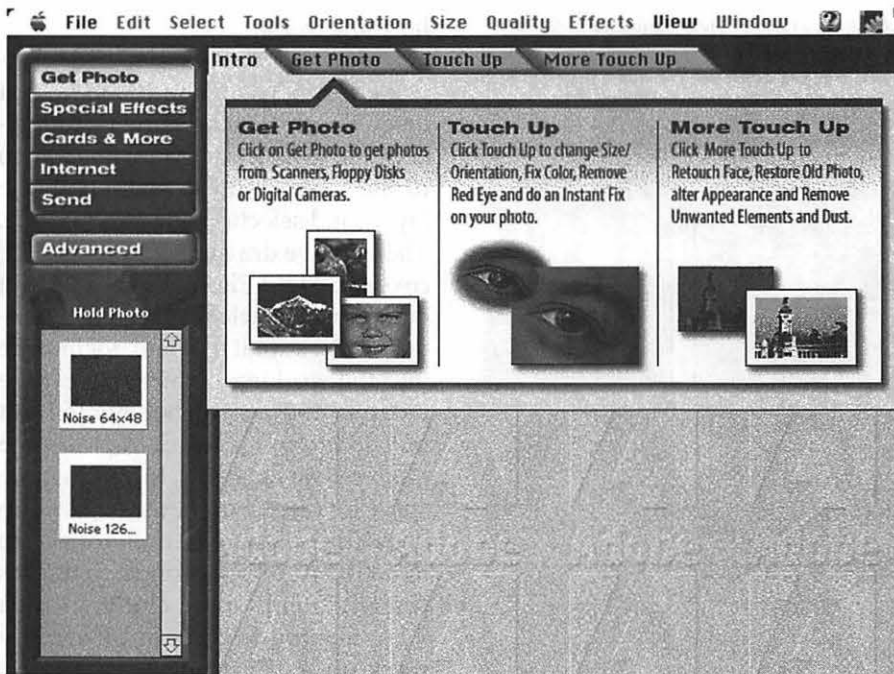 File Edit Select Tools Orientation Size Quality Effects View Window
Intro Get Photo Touch Up More Touch Up
Get Photo
Special Effects
Cards & More
Internet
Send
Advanced
Hold Photo
Noise 64x48
Noise 126...
Get Photo
Click on Get Photo to get photos
from Scanners, Floppy Disks
or Digital Cameras.
Touch Up
Click Touch Up to change Size/
Orientation, Fix Color, Remove
Red Eye and do an Instant Fix
on your photo.
More Touch Up
Click More Touch Up to
Retouch Face, Restore Old Photo,
alter Appearance and Remove
Unwanted Elements and Dust.